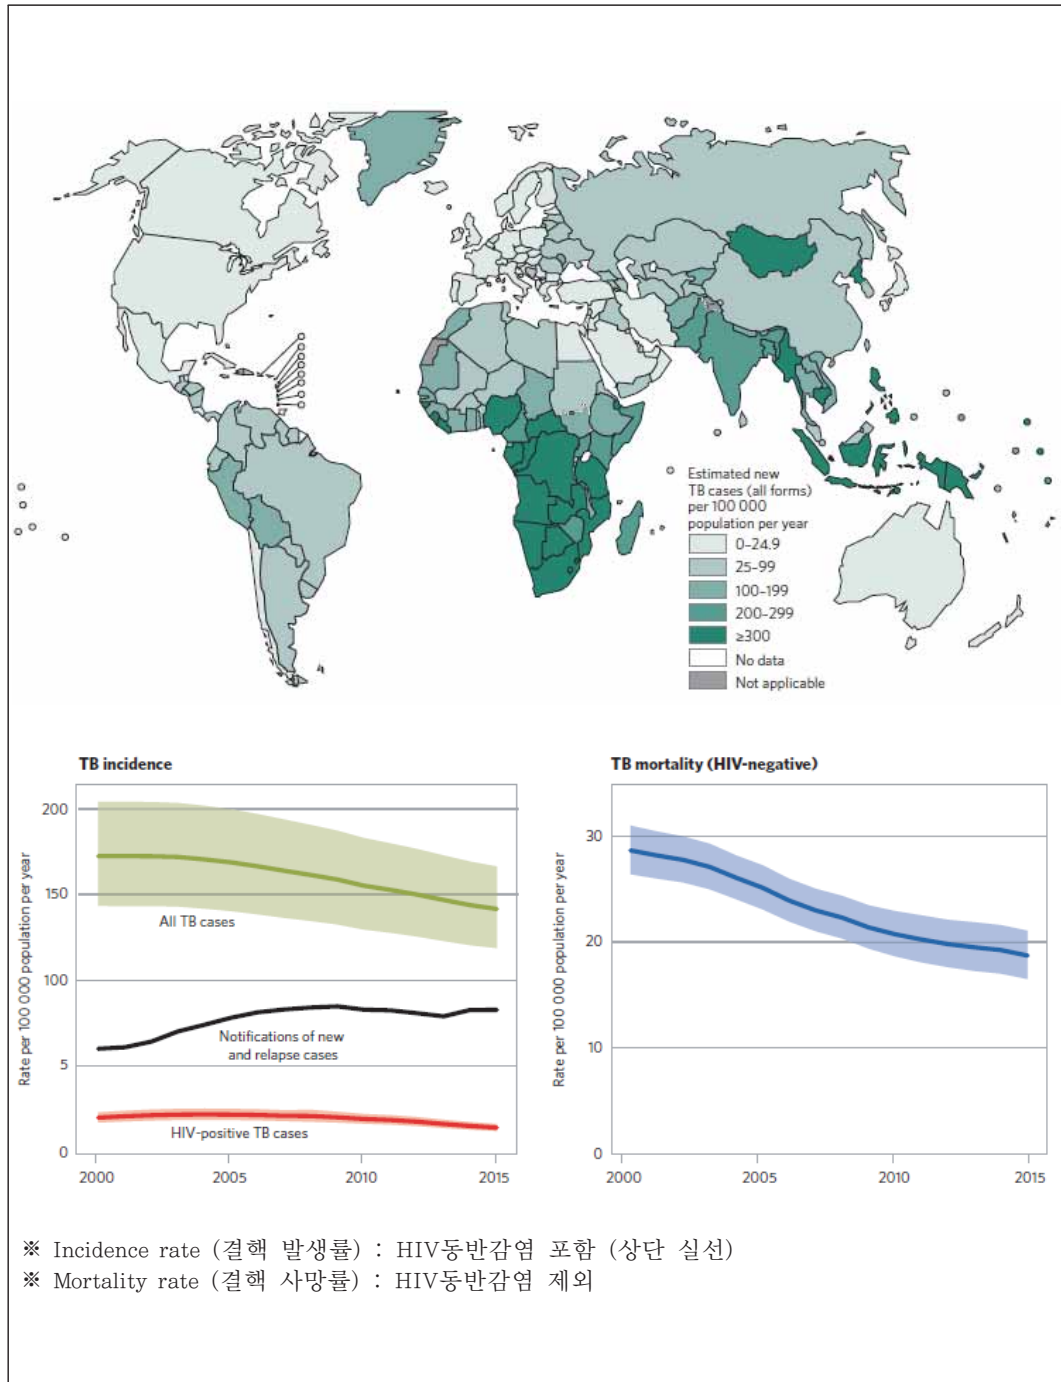 Estimated new
TB cases (all forms)
per 100 000
population per year
0–24.9
25–99
100–199
200–299
≥300
No data
Not applicable
TB incidence
Rate per 100 000 population per year
200
150
100
5
0
All TB cases
Notifications of new
and relapse cases
HIV-positive TB cases
2000 2005 2010 2015
TB mortality (HIV-negative)
Rate per 100 000 population per year
30
20
10
0
2000 2005 2010 2015
※ Incidence rate (결핵 발생률) : HIV동반감염 포함 (상단 실선)
※ Mortality rate (결핵 사망률) : HIV동반감염 제외